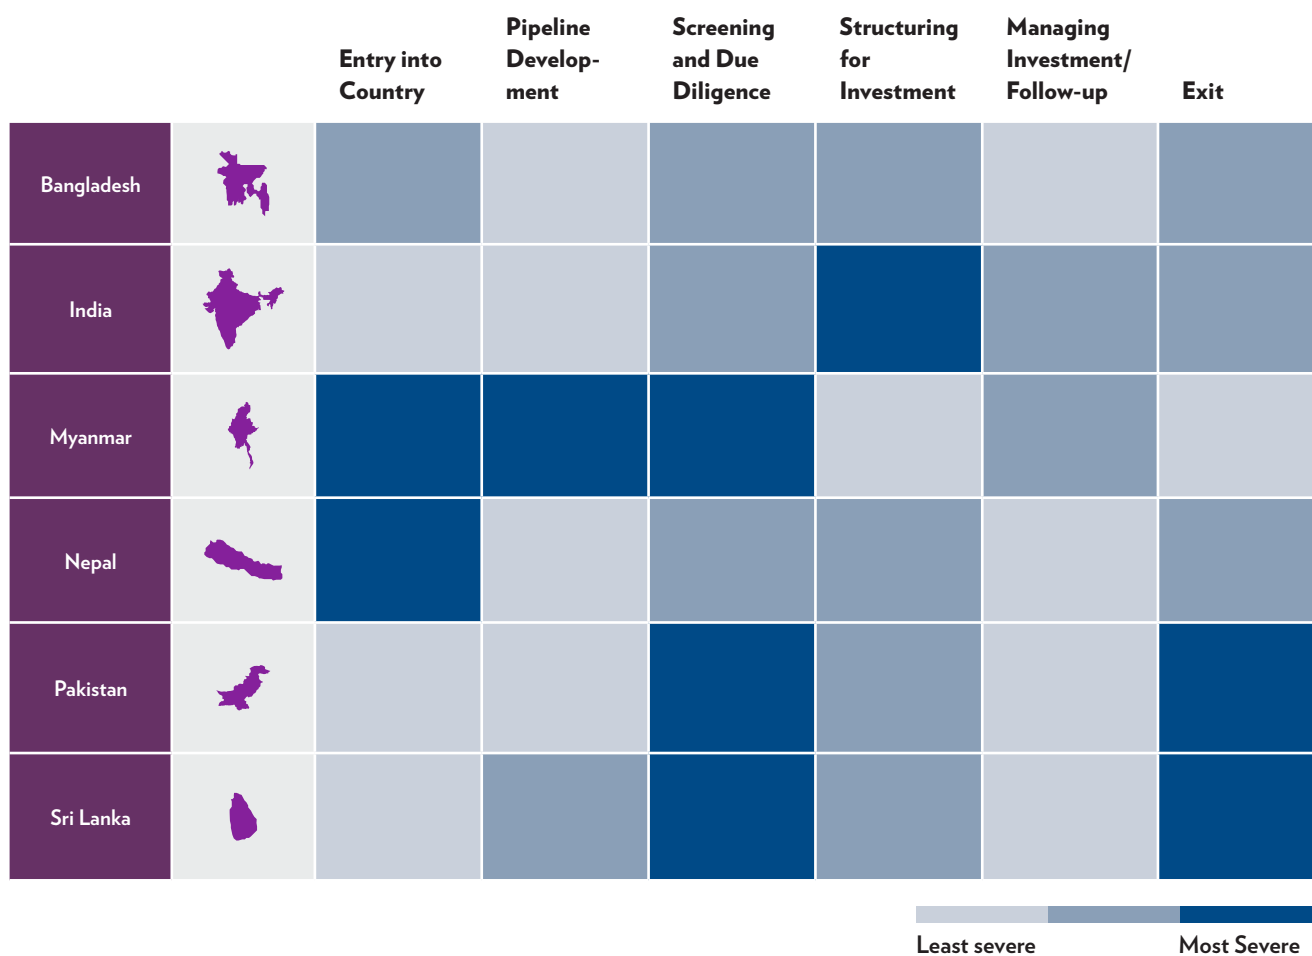 Entry into
Country
Pipeline
Develop-
ment
Screening
and Due
Diligence
Structuring
for
Investment
Managing
Investment/
Follow-up
Exit
Bangladesh
India
Myanmar
Nepal
Pakistan
Sri Lanka
Least severe
Most Severe